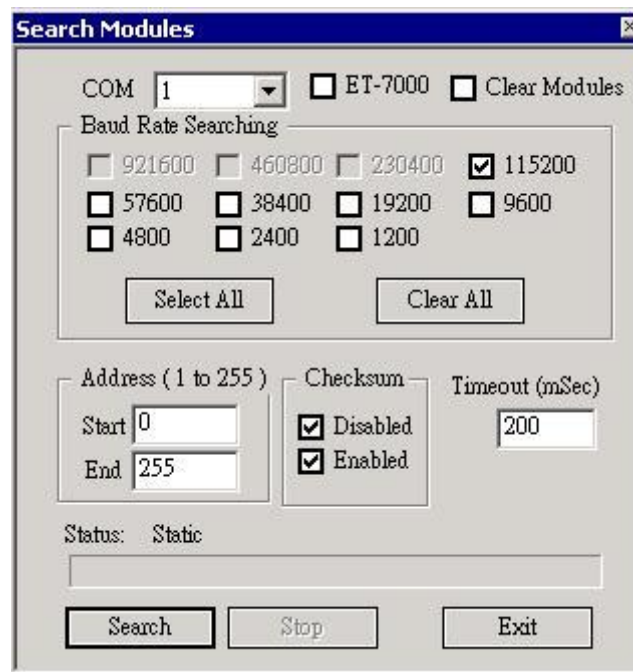 Search Modules
COM 1 ET-7000 Clear Modules
Baud Rate Searching
921600 460800 230400 115200
57600 38400 19200 9600
4800 2400 1200
Select All Clear All
Address ( 1 to 255 ) Checksum Timeout (mSec)
Start 0 Disabled 200
End 255 Enabled
Status: Static
Search Stop Exit